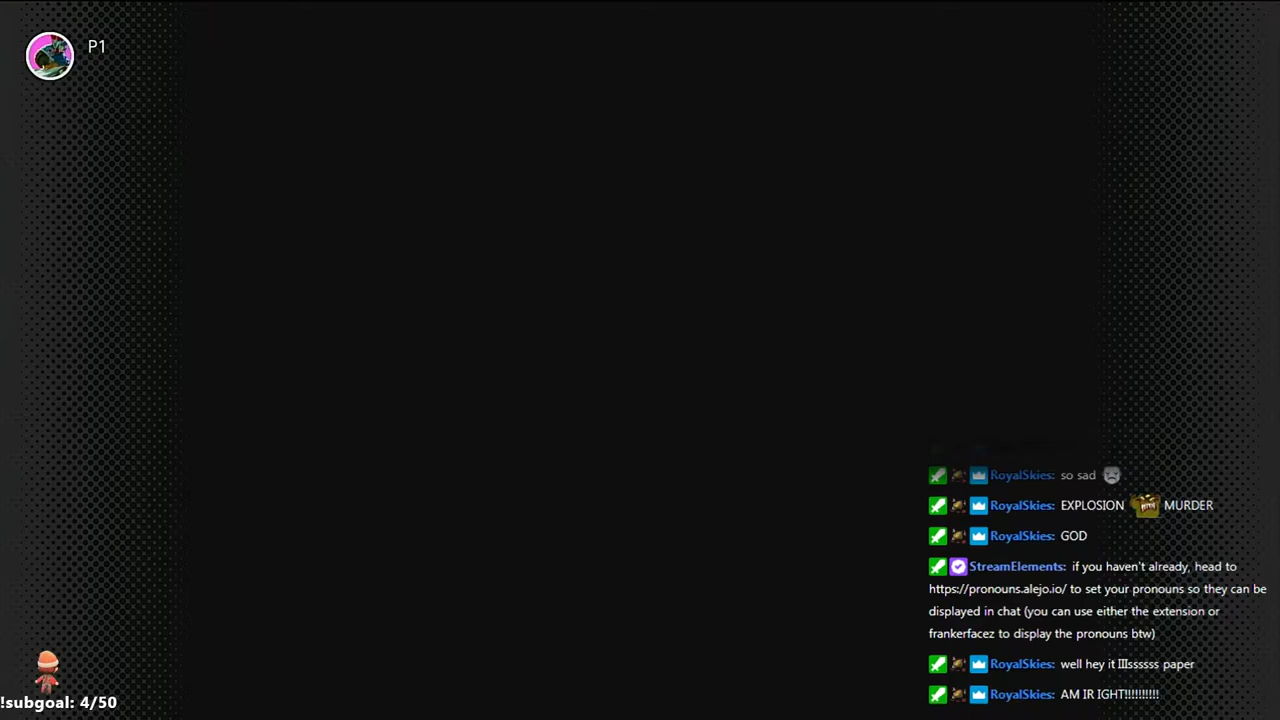 P1
RoyalSkies: so sad
RoyalSkies: EXPLOSION MURDER
RoyalSkies: GOD
StreamElements: if you haven't already, head to
https://pronouns.alejo.io/ to set your pronouns so they can be
displayed in chat (you can use either the extension or
frankerfacez to display the pronouns btw)
RoyalSkies: well hey it IIIssssss paper
RoyalSkies: AM IR IGHT!!!!!!!!!!
!subgoal: 4/50